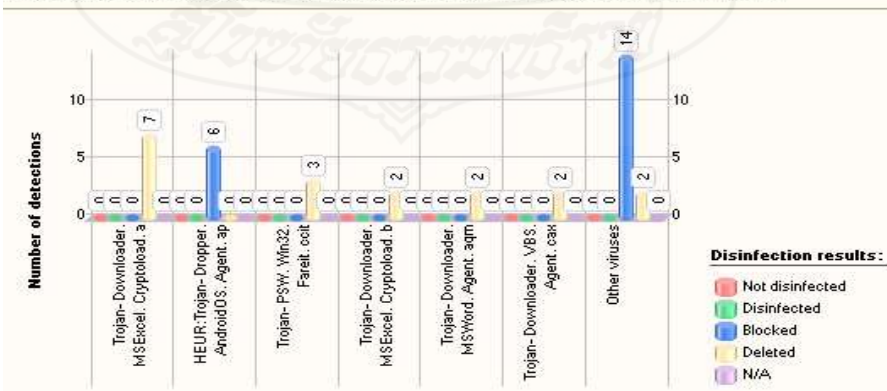 14
7
6
3
2
2
2
2
10
10
5
5
0 0 0 0 0 0 0 0 0 0 0 0 0 0 0 0 0 0 0 0 0 0 0 0 0 0
0
0
Number of detections
Trojan- Downloader.
MSExcel. Cryptoload. a
HEUR: Trojan- Dropper.
AndroidOS. Agent. ap
Trojan- PSW. Win32.
Fareit. ccit
Trojan- Downloader.
MSExcel. Cryptoload. b
Trojan- Downloader.
MSWord. Agent. aqm
Trojan- Downloader. VBS.
Agent. cax
Other viruses
Disinfection results:
Not disinfected
Disinfected
Blocked
Deleted
N/A